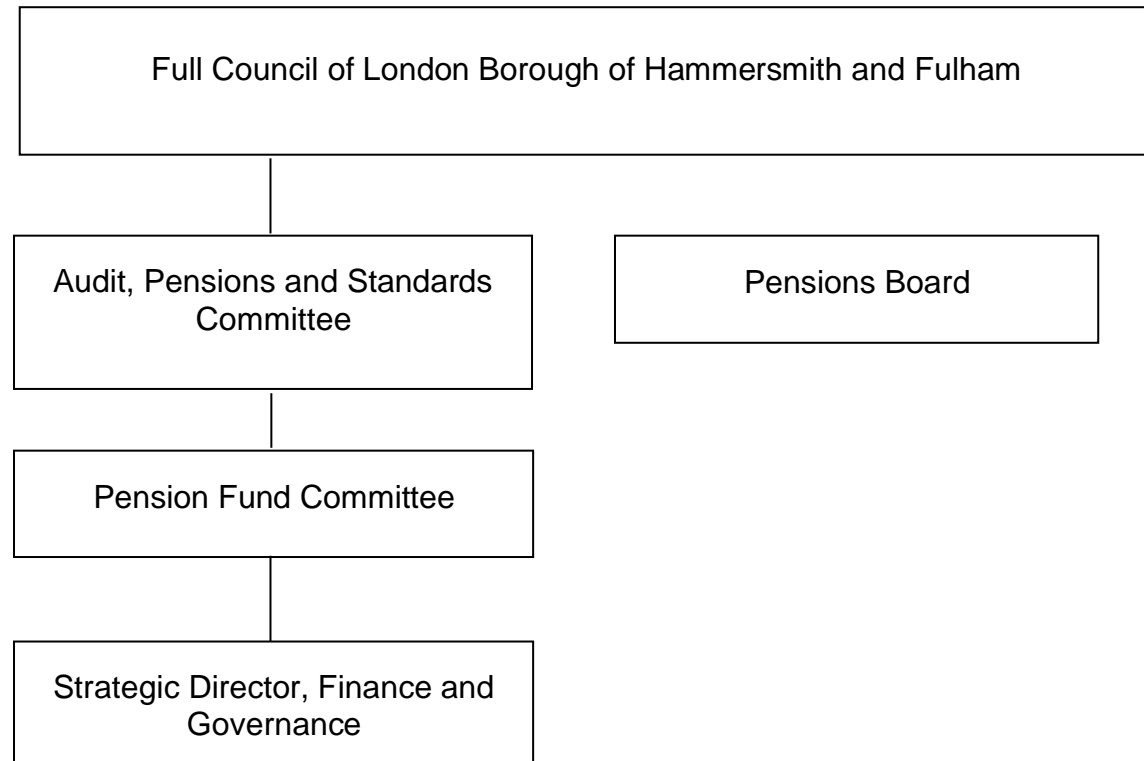 Full Council of London Borough of Hammersmith and Fulham
Audit, Pensions and Standards
Committee
Pensions Board
Pension Fund Committee
Strategic Director, Finance and
Governance